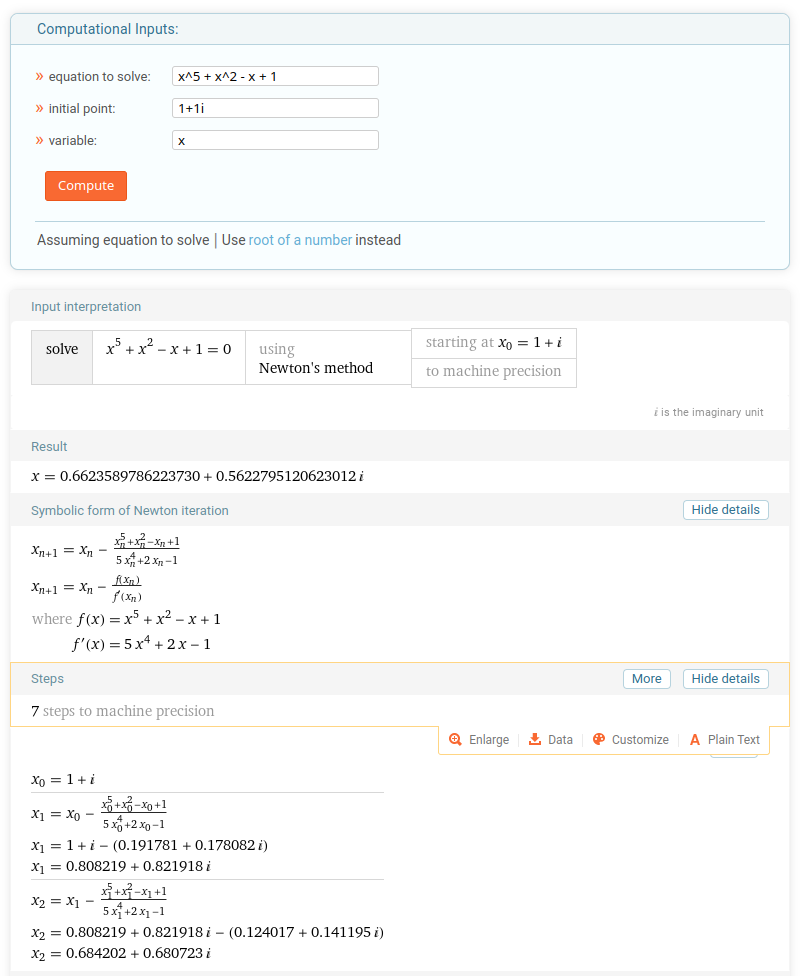 Computational Inputs:
» equation to solve: x^5 + x^2 - x + 1
» initial point: 1+1i
» variable: x
Compute
Assuming equation to solve | Use root of a number instead
Input interpretation
solve x^5 + x^2 − x + 1 = 0 using Newton's method starting at x_0 = 1 + i
to machine precision
i is the imaginary unit
Result
x = 0.6623589786223730 + 0.5622795120623012 i
Symbolic form of Newton iteration Hide details
x_{n+1} = x_n − (x_n^5+x_n^2−x_n+1)/(5 x_n^4+2 x_n−1)
x_{n+1} = x_n − f(x_n)/f′(x_n)
where f(x) = x^5 + x^2 − x + 1
f′(x) = 5 x^4 + 2 x − 1
Steps More Hide details
7 steps to machine precision
Enlarge Data Customize A Plain Text
x_0 = 1 + i
x_1 = x_0 − (x_0^5+x_0^2−x_0+1)/(5 x_0^4+2 x_0−1)
x_1 = 1 + i − (0.191781 + 0.178082 i)
x_1 = 0.808219 + 0.821918 i
x_2 = x_1 − (x_1^5+x_1^2−x_1+1)/(5 x_1^4+2 x_1−1)
x_2 = 0.808219 + 0.821918 i − (0.124017 + 0.141195 i)
x_2 = 0.684202 + 0.680723 i